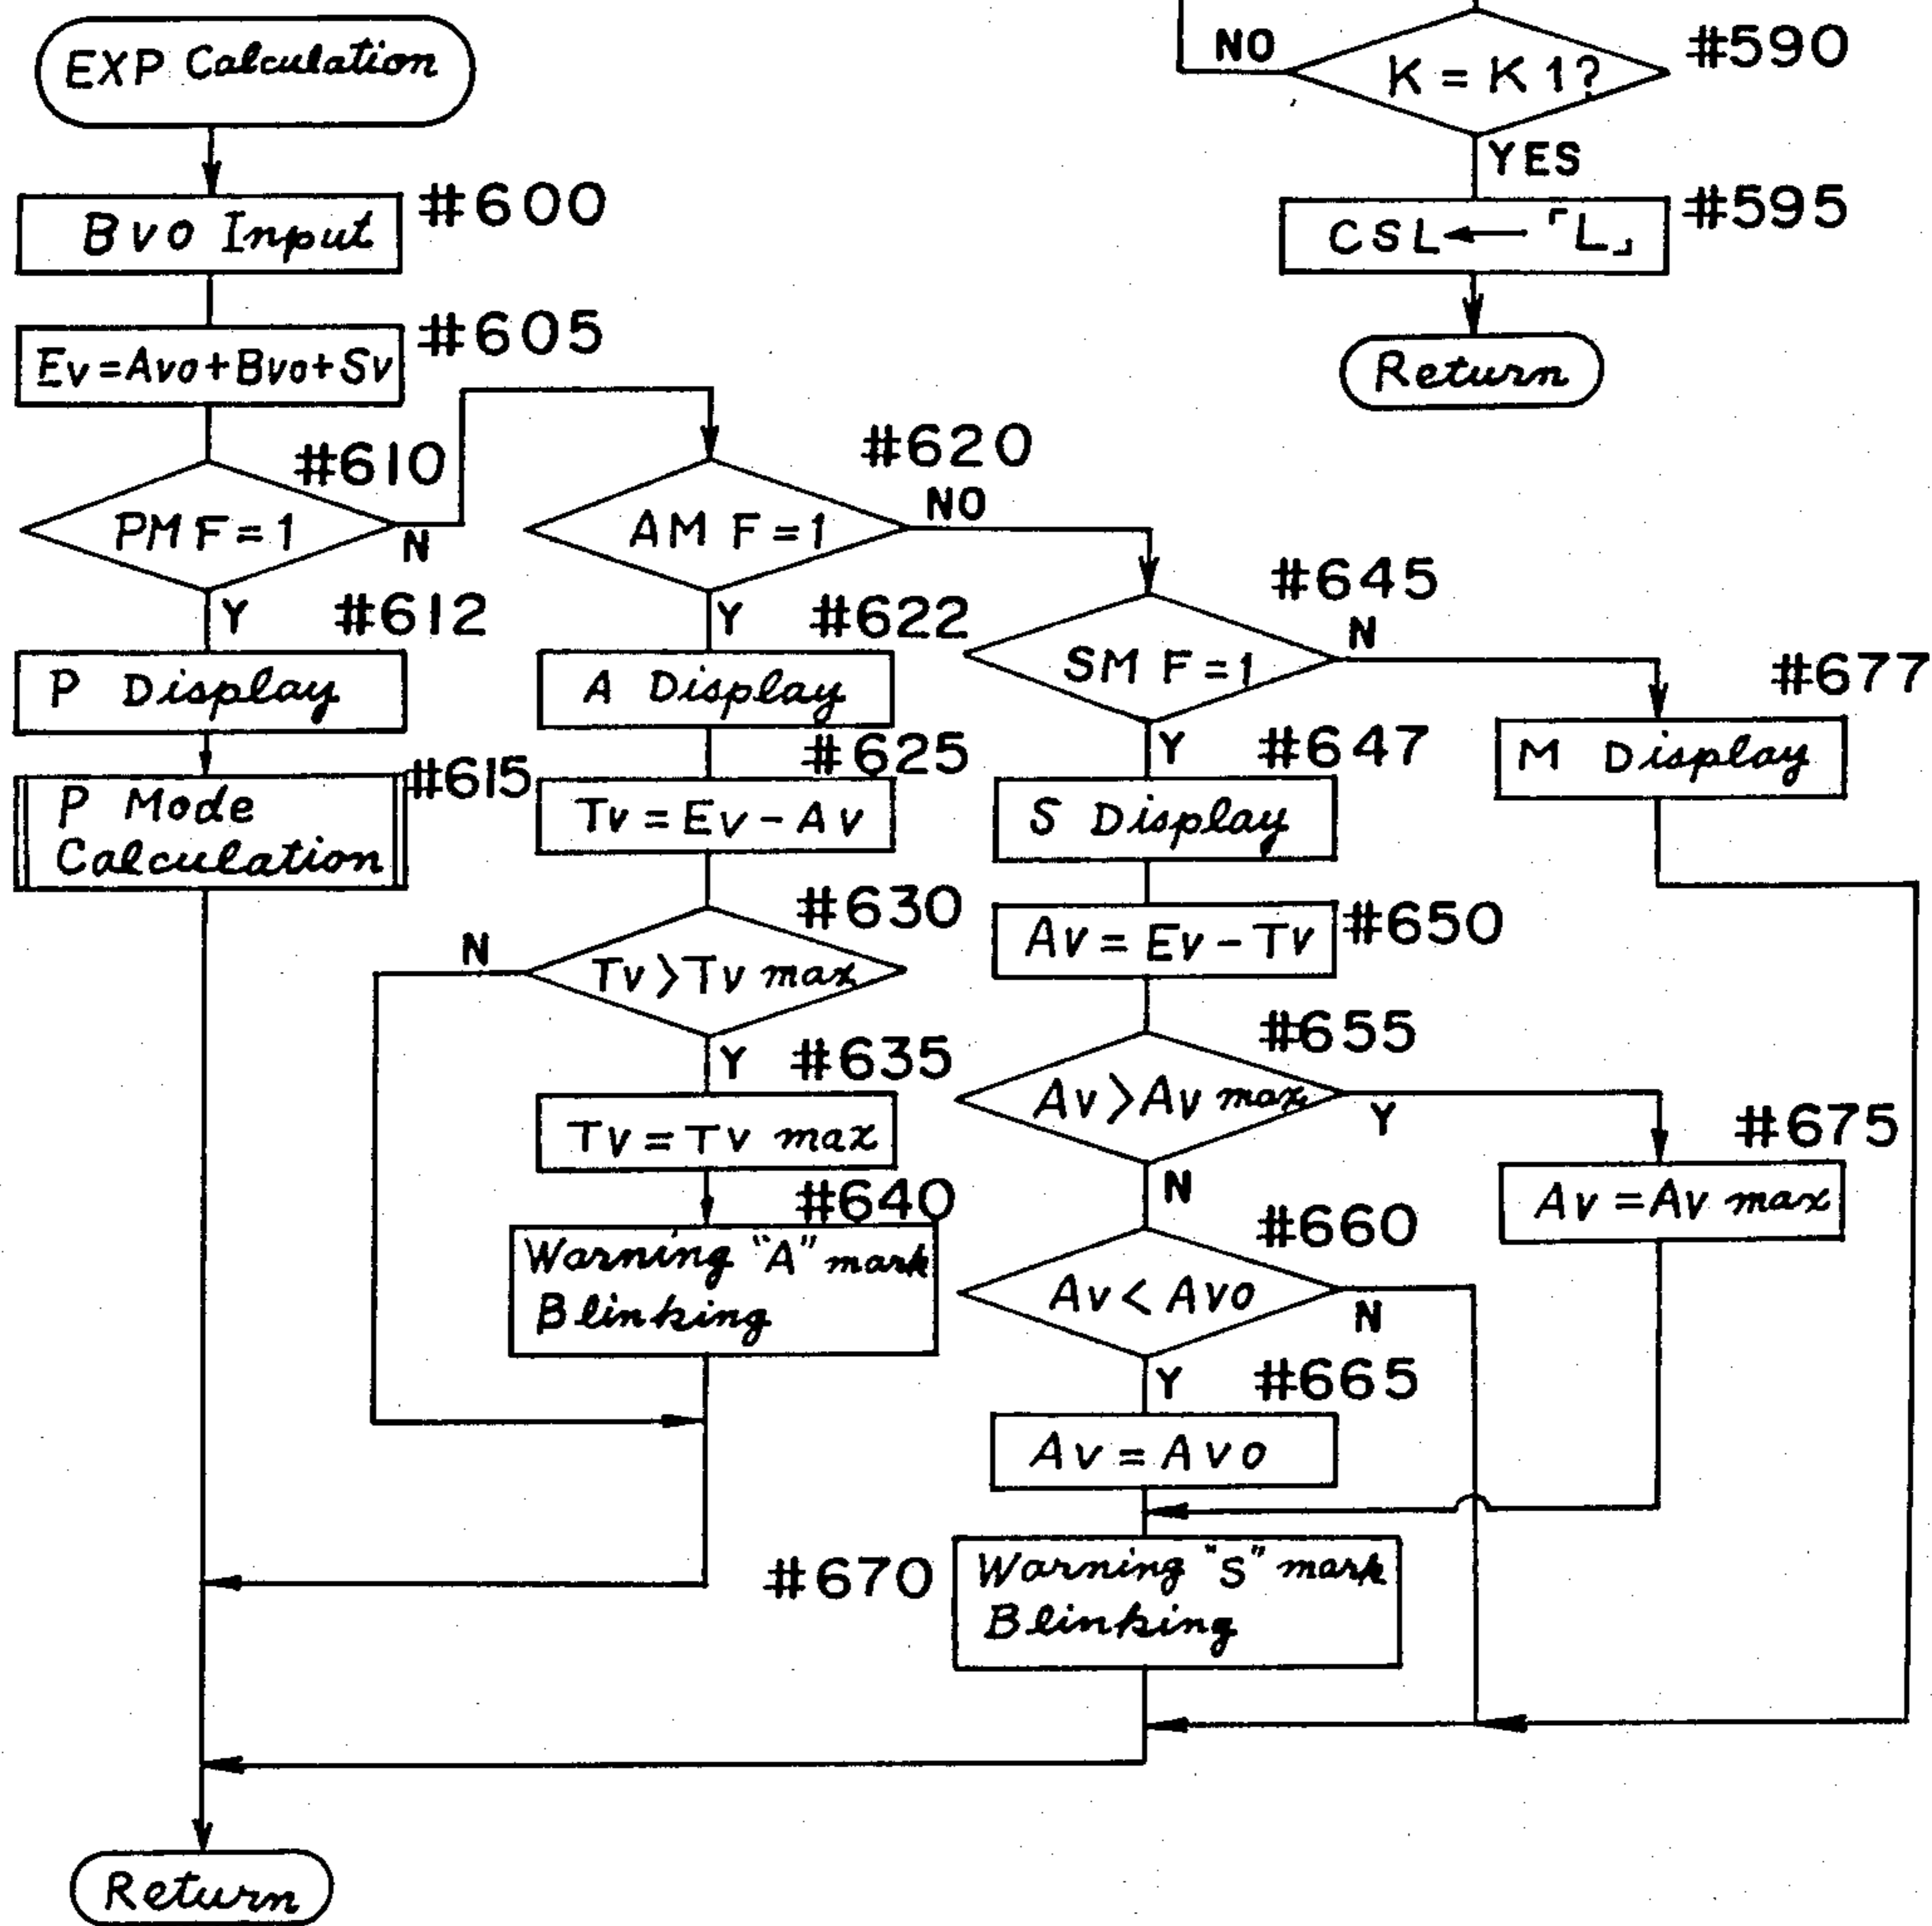 EXP Calculation
Bvo Input
#600
Ev=Avo+Bvo+Sv
#605
#610
PM F=1
N
Y
#612
P Display
#615
P Mode
Calculation
#620
AM F=1
NO
Y
#622
A Display
#625
Tv=Ev-Av
#630
N
Tv>Tv max
Y
#635
Tv=Tv max
#640
Warning "A" mark
Blinking
#645
SM F=1
N
Y
#647
S Display
Av=Ev-Tv
#650
#655
Av>Av max
Y
N
#660
Av<Avo
N
Y
#665
Av=Avo
#670
Warning "S" mark
Blinking
#675
Av=Av max
#677
M Display
Return
NO
K=K1?
#590
YES
CSL←「L」
#595
Return